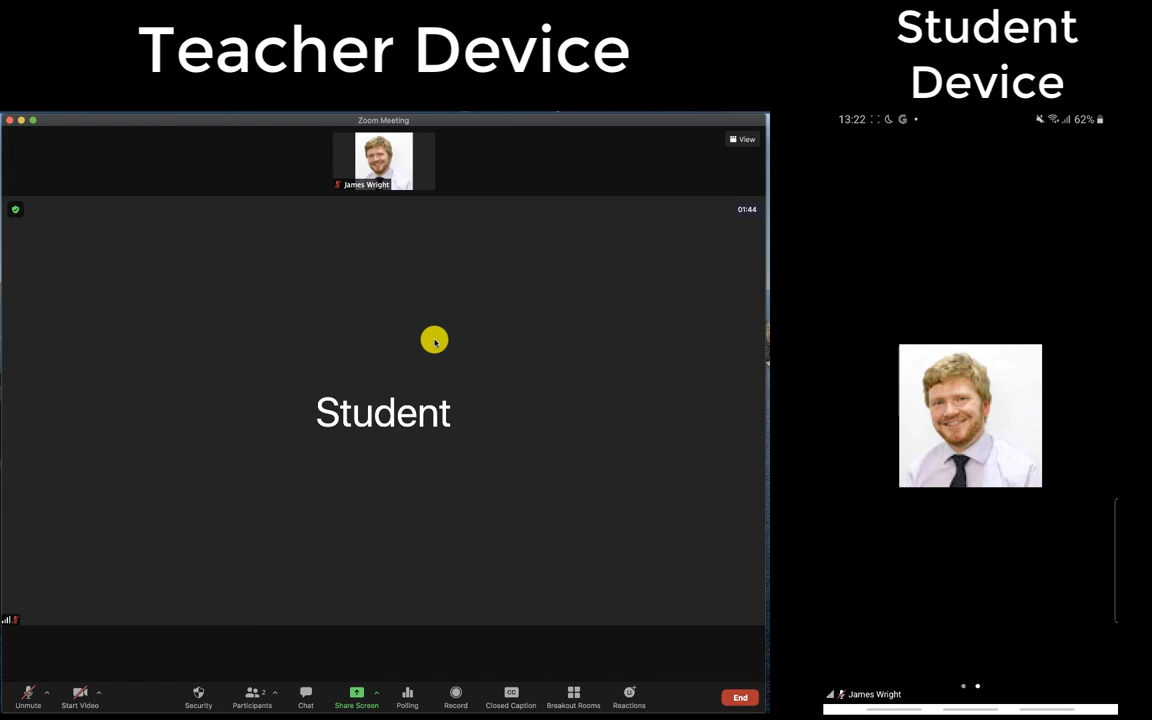 Teacher Device
Student
Device
Zoom Meeting
13:22
G
62%
View
James Wright
01:44
Student
James Wright
Unmute
Start Video
Security
2
Participants
Chat
Share Screen
Polling
Record
CC
Closed Caption
Breakout Rooms
Reactions
End